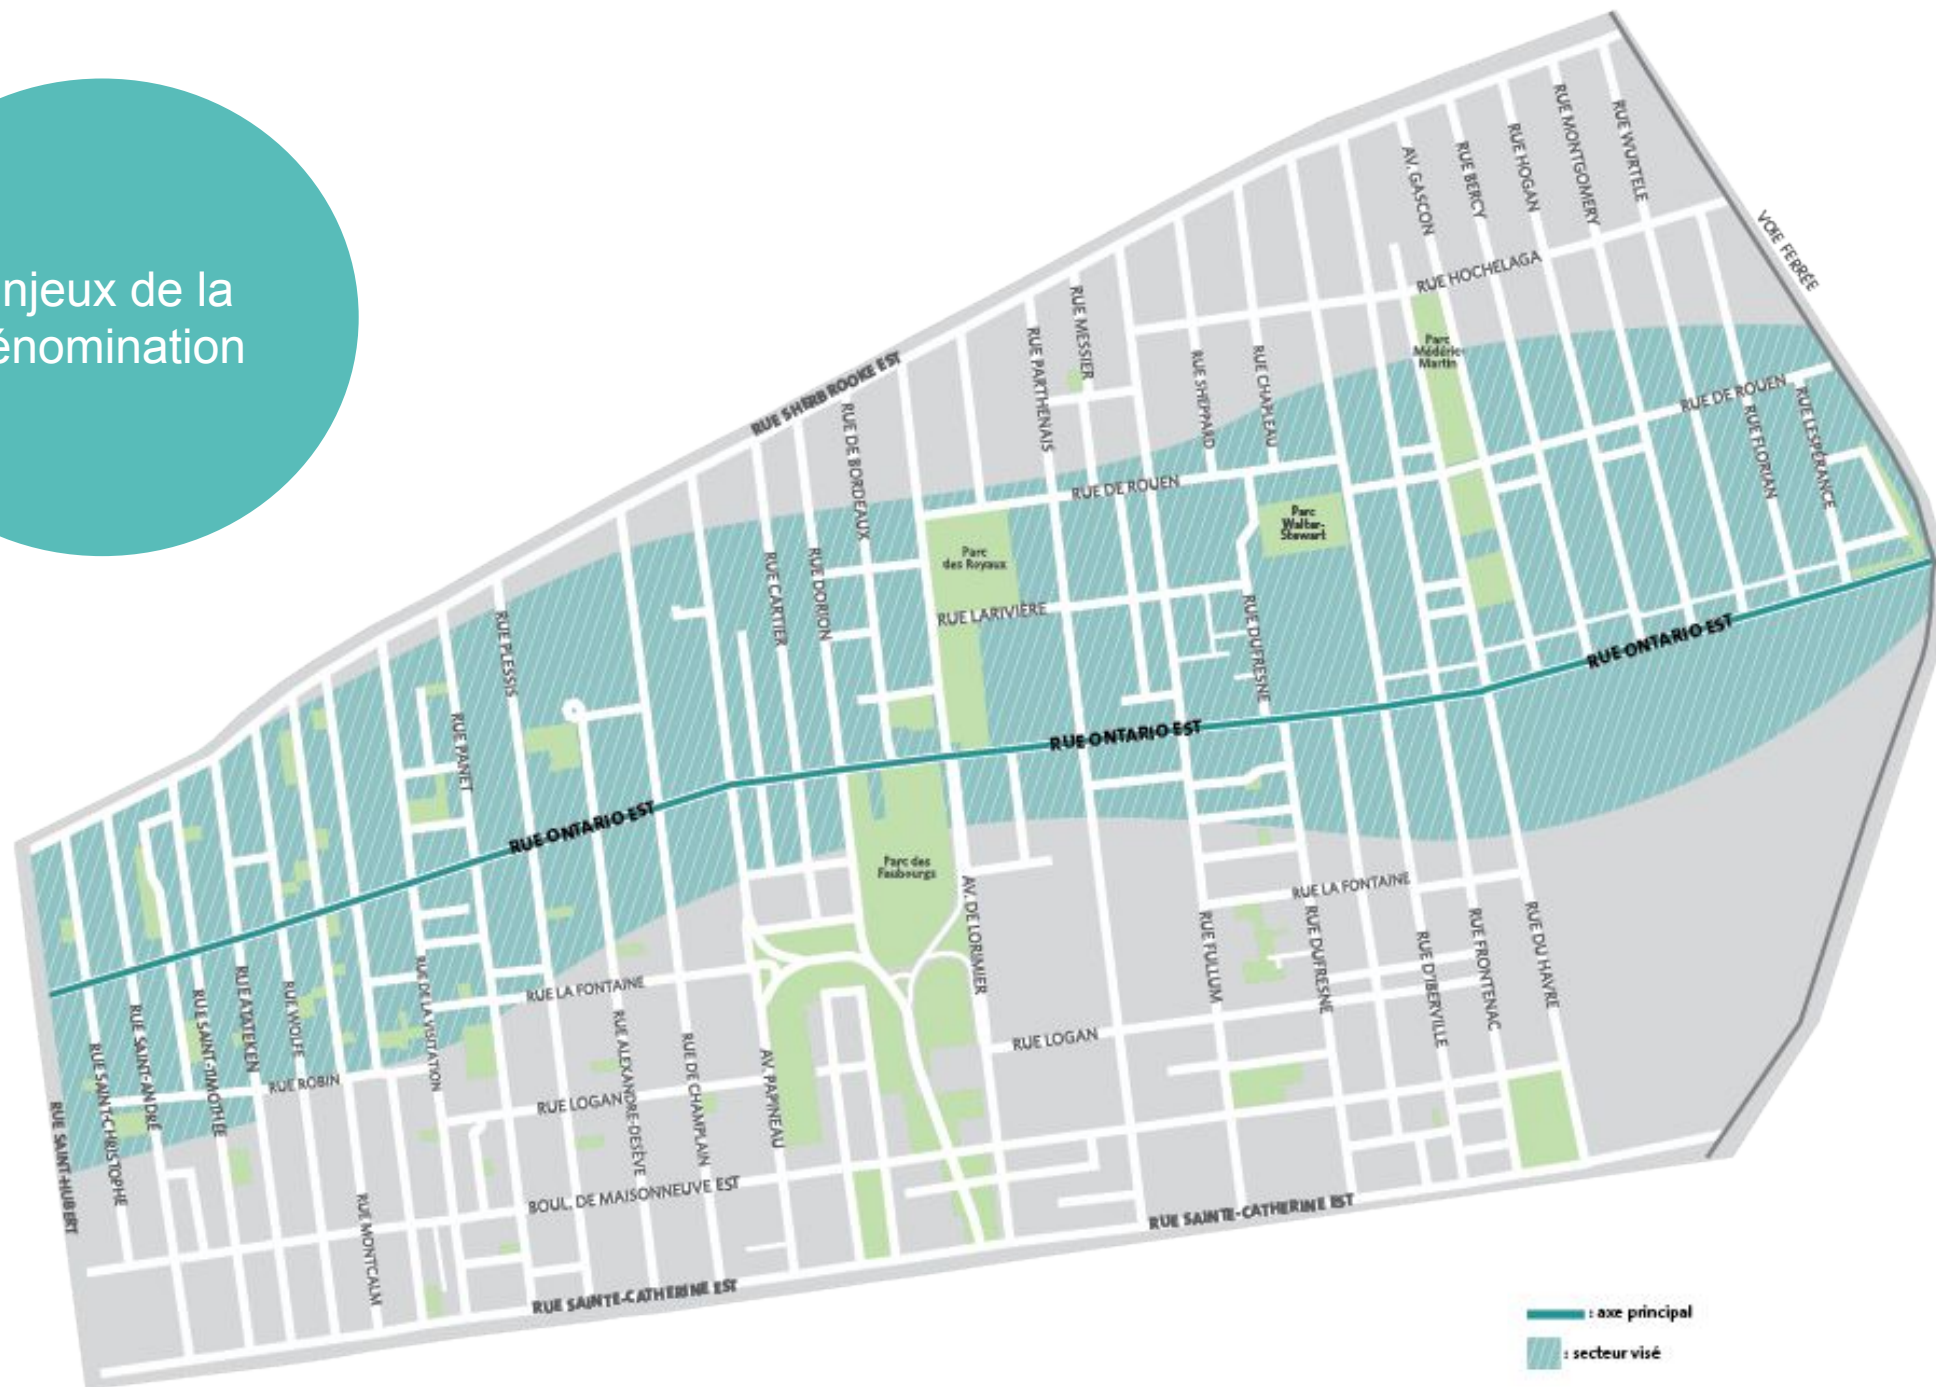 njeux de la
énomination
RUE WURTELE
RUE MONTGOMERY
RUE HOGAN
RUE BERCY
AV. GASCON
VOIE FERRÉE
RUE HOCHELAGA
RUE MESSIER
RUE PARTHENAIS
RUE SHEPPARD
RUE CHAPLEAU
Parc
Médéric-
Martin
RUE SHERBROOKE EST
RUE DE BORDEAUX
RUE DE ROUEN
RUE LESPÉRANCE
RUE FLORIAN
RUE DE ROUEN
Parc
Walter-
Stewart
Parc
des Royaux
RUE CARTIER
RUE DORION
RUE LARIVIÈRE
RUE DUFRESNE
RUE PLESSIS
RUE PANET
RUE ONTARIO EST
RUE ONTARIO EST
RUE ONTARIO EST
Parc des
Faubourgs
AV. DE LORIMIER
RUE LA FONTAINE
RUE FULLUM
RUE DUFRESNE
RUE D'IBERVILLE
RUE FRONTENAC
RUE DU HAVRE
RUE LA FONTAINE
RUE DE LA VISITATION
RUE WOLFE
RUE ATATEKEN
RUE SAINT-TIMOTHÉE
RUE SAINT-ANDRÉ
RUE SAINT-CHRISTOPHE
RUE SAINT-HUBERT
RUE ROBIN
RUE LOGAN
RUE LOGAN
RUE ALEXANDRE-DESÈVE
RUE DE CHAMPLAIN
AV. PAPINEAU
RUE MONTCALM
BOUL. DE MAISONNEUVE EST
RUE SAINTE-CATHERINE EST
RUE SAINTE-CATHERINE EST
: axe principal
: secteur visé